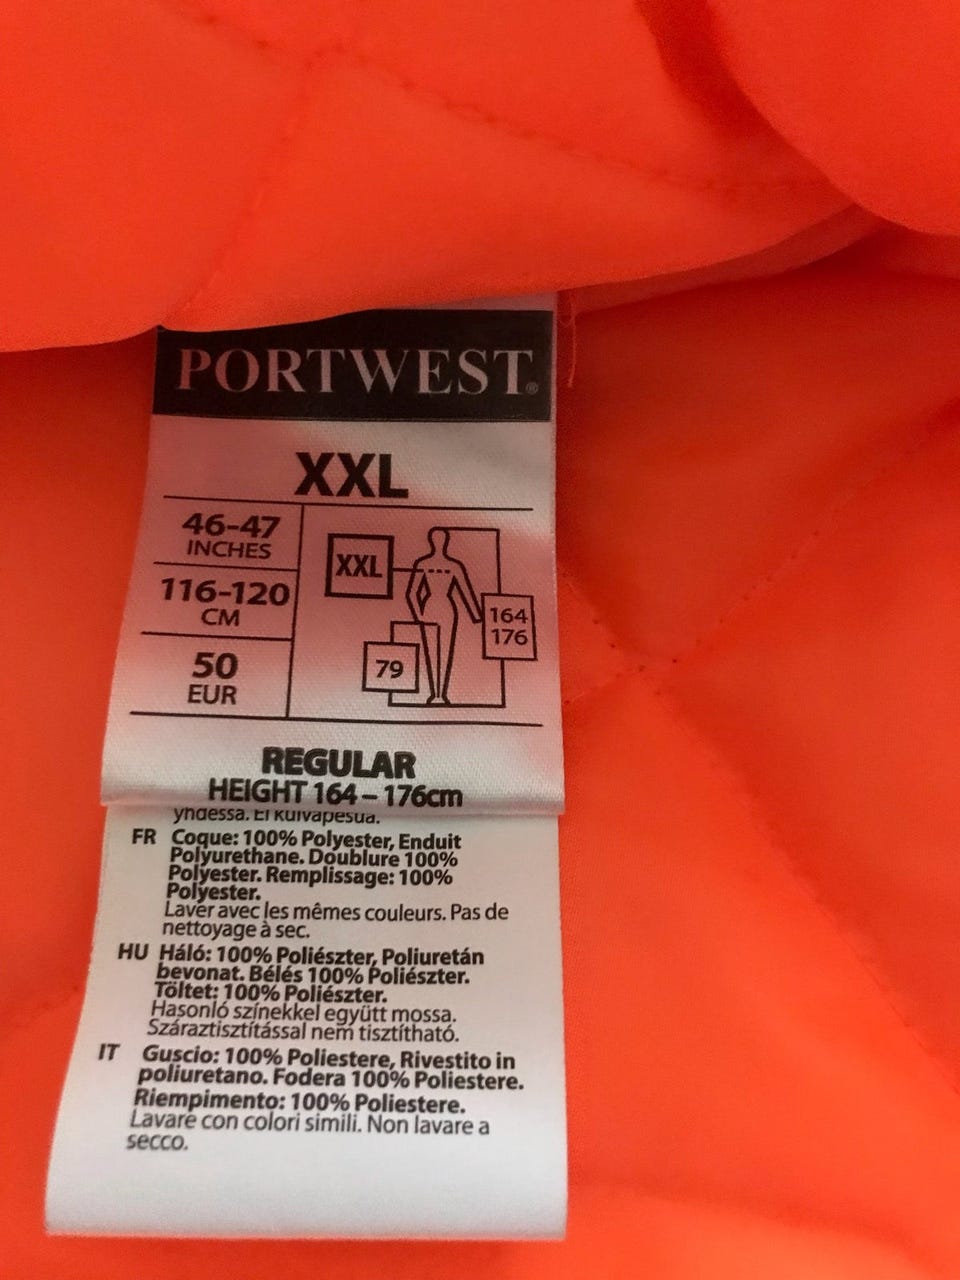 PORTWEST®
XXL
46-47
INCHES
116-120
CM
50
EUR
XXL
164
176
79
REGULAR
HEIGHT 164 – 176cm
yhdessä. Ei kuivapesua.
FR Coque: 100% Polyester, Enduit
Polyurethane. Doublure 100%
Polyester. Remplissage: 100%
Polyester.
Laver avec les mêmes couleurs. Pas de
nettoyage à sec.
HU Háló: 100% Poliészter, Poliuretán
bevonat. Bélés 100% Poliészter.
Töltet: 100% Poliészter.
Hasonló színekkel együtt mossa.
Száraztisztítással nem tisztítható.
IT Guscio: 100% Poliestere, Rivestito in
poliuretano. Fodera 100% Poliestere.
Riempimento: 100% Poliestere.
Lavare con colori simili. Non lavare a
secco.